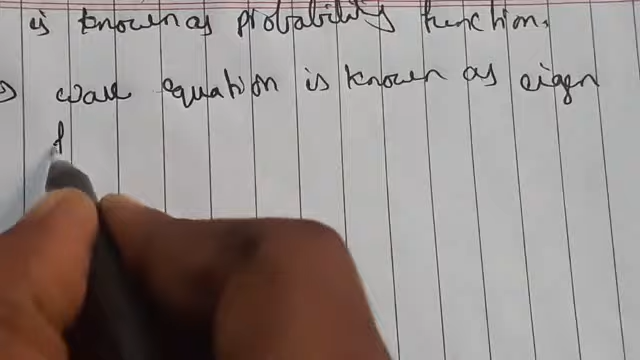 is known as probability function.
wave equation is known as eigen
f